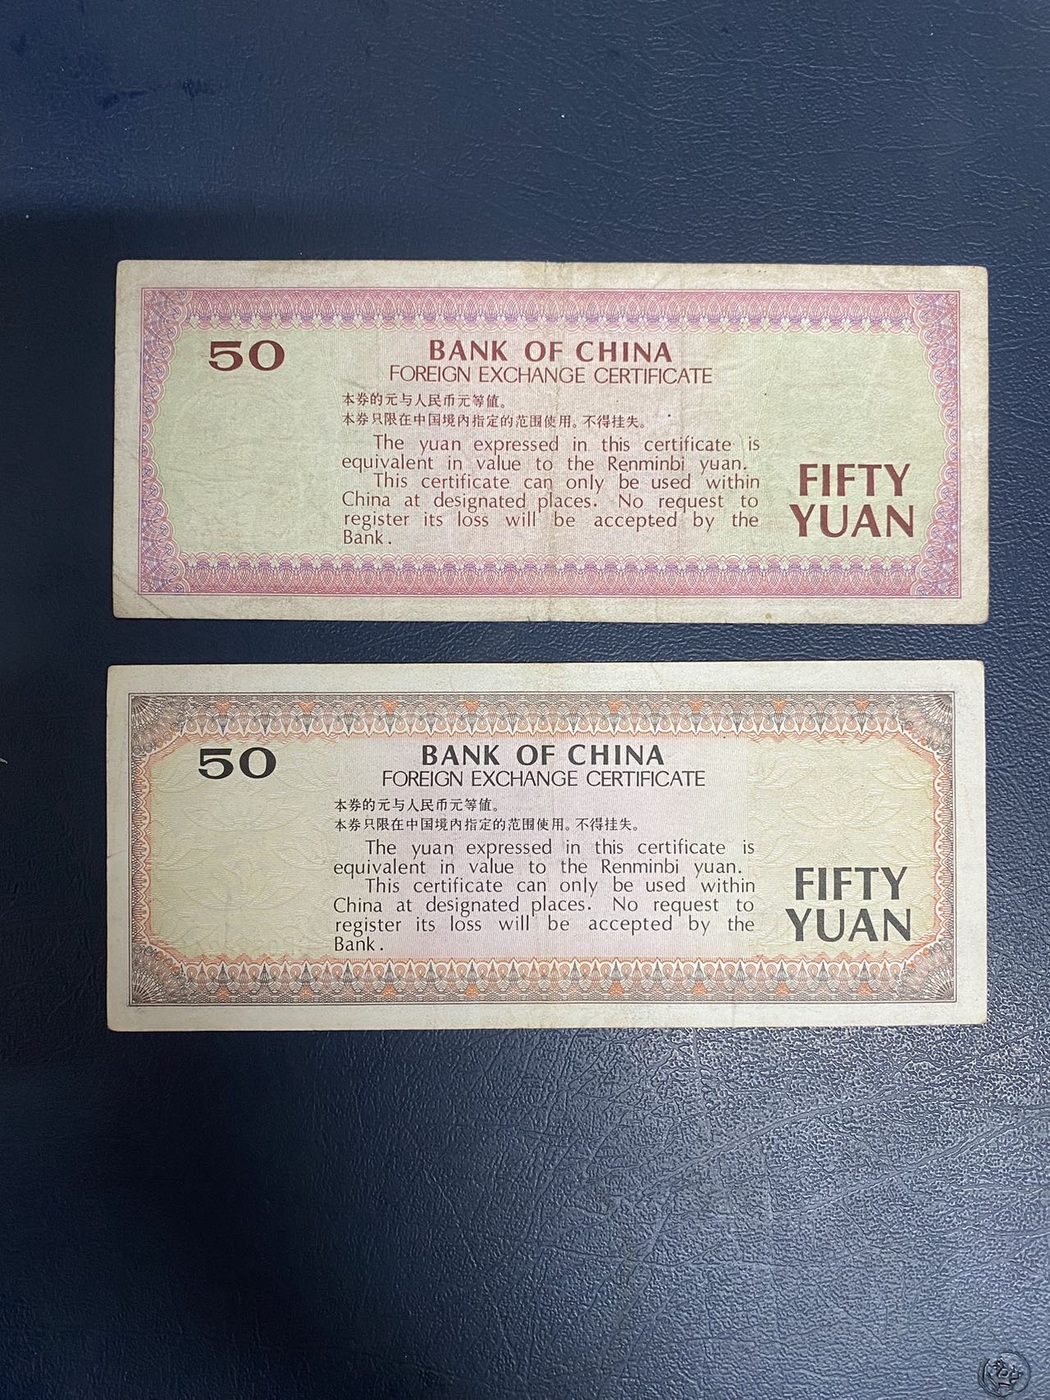 50
BANK OF CHINA
FOREIGN EXCHANGE CERTIFICATE
本券的元与人民币元等值。
本券只限在中国境内指定的范围使用。不得挂失。
The yuan expressed in this certificate is
equivalent in value to the Renminbi yuan.
This certificate can only be used within
China at designated places. No request to
register its loss will be accepted by the
Bank.
FIFTY
YUAN
50
BANK OF CHINA
FOREIGN EXCHANGE CERTIFICATE
本券的元与人民币元等值。
本券只限在中国境内指定的范围使用。不得挂失。
The yuan expressed in this certificate is
equivalent in value to the Renminbi yuan.
This certificate can only be used within
China at designated places. No request to
register its loss will be accepted by the
Bank.
FIFTY
YUAN